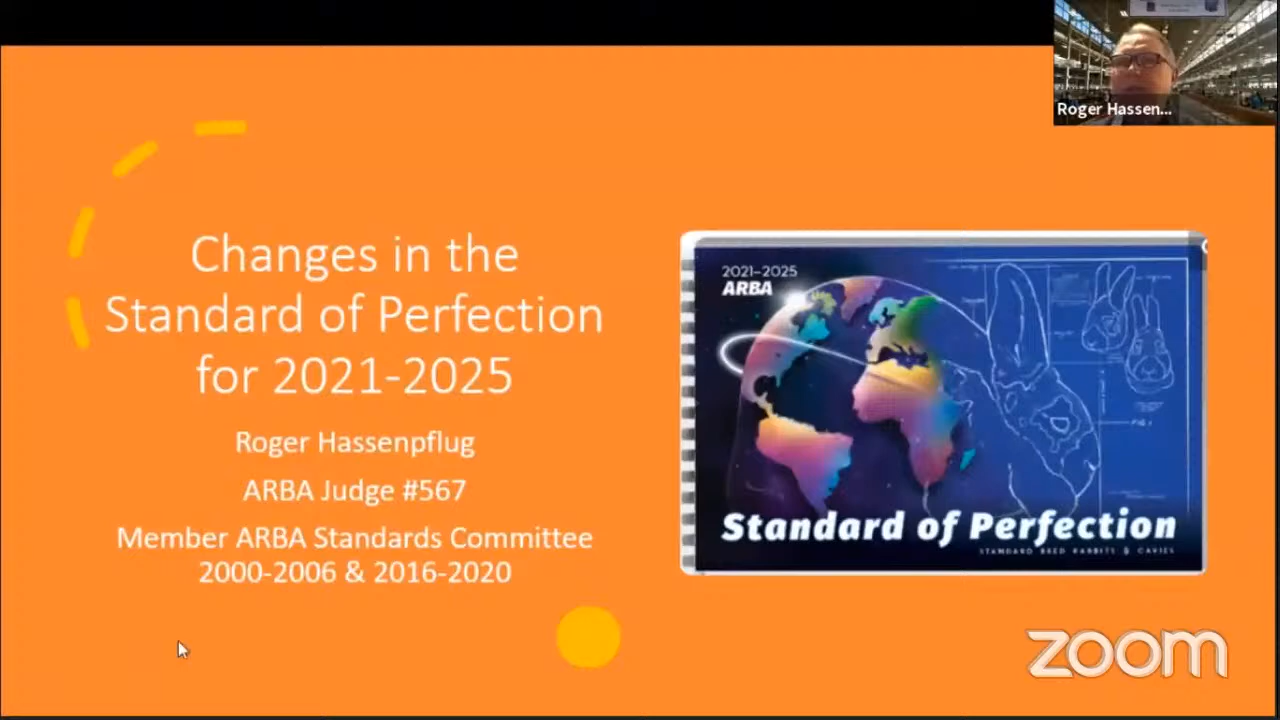 Roger Hassen...
Changes in the
Standard of Perfection
for 2021-2025
Roger Hassenpflug
ARBA Judge #567
Member ARBA Standards Committee
2000-2006 & 2016-2020
2021–2025
ARBA
Standard of Perfection
STANDARD BRED RABBITS & CAVIES
zoom